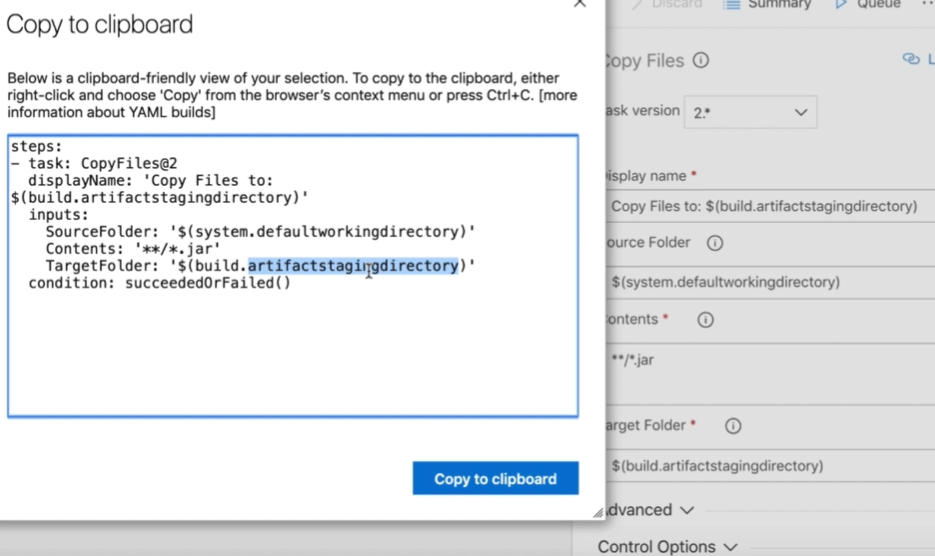 Copy to clipboard
Below is a clipboard-friendly view of your selection. To copy to the clipboard, either
right-click and choose 'Copy' from the browser's context menu or press Ctrl+C. [more
information about YAML builds]
steps:
- task: CopyFiles@2
displayName: 'Copy Files to:
$(build.artifactstagingdirectory)'
inputs:
SourceFolder: '$(system.defaultworkingdirectory)'
Contents: '**/*.jar'
TargetFolder: '$(build.artifactstagingdirectory)'
condition: succeededOrFailed()
Copy to clipboard
Discard
Summary
Queue
Copy Files
ask version
2.*
isplay name *
Copy Files to: $(build.artifactstagingdirectory)
ource Folder
$(system.defaultworkingdirectory)
ontents *
**/*.jar
arget Folder *
$(build.artifactstagingdirectory)
dvanced
Control Options